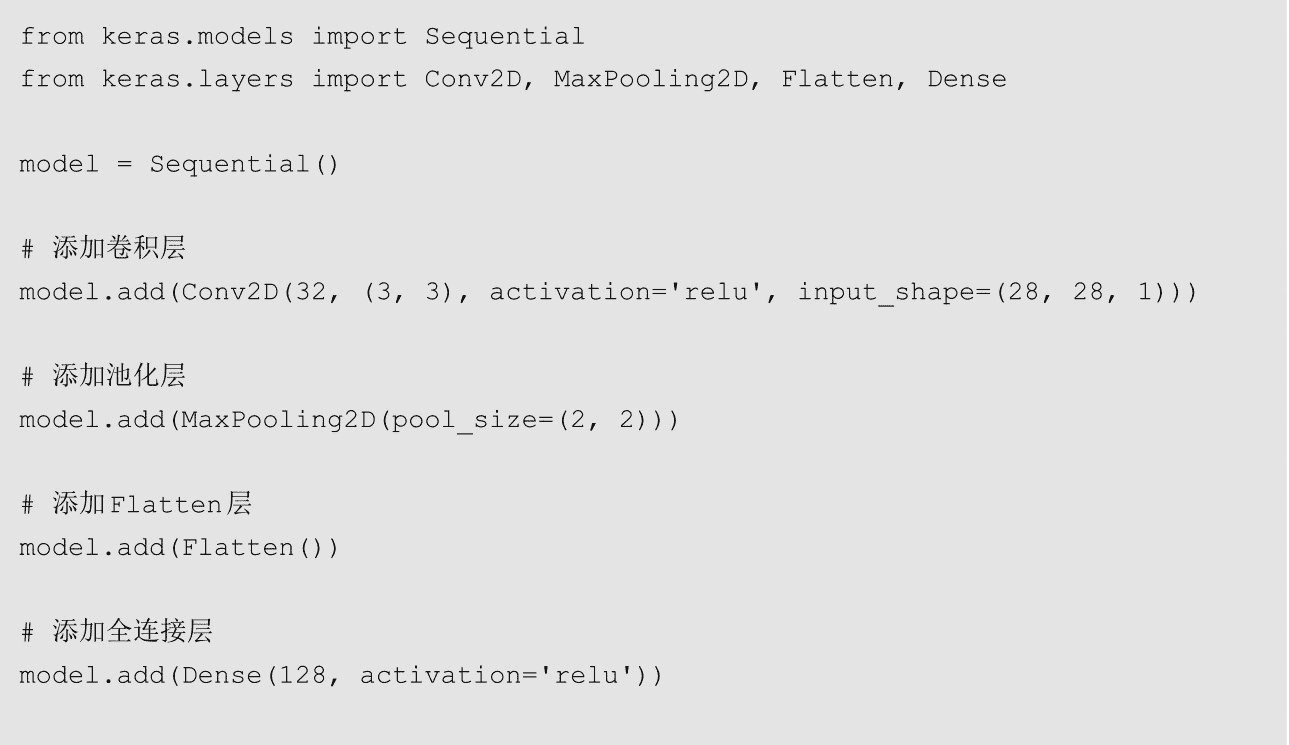 from keras.models import Sequential
from keras.layers import Conv2D, MaxPooling2D, Flatten, Dense
model = Sequential()
# 添加卷积层
model.add(Conv2D(32, (3, 3), activation='relu', input_shape=(28, 28, 1)))
# 添加池化层
model.add(MaxPooling2D(pool_size=(2, 2)))
# 添加Flatten层
model.add(Flatten())
# 添加全连接层
model.add(Dense(128, activation='relu'))